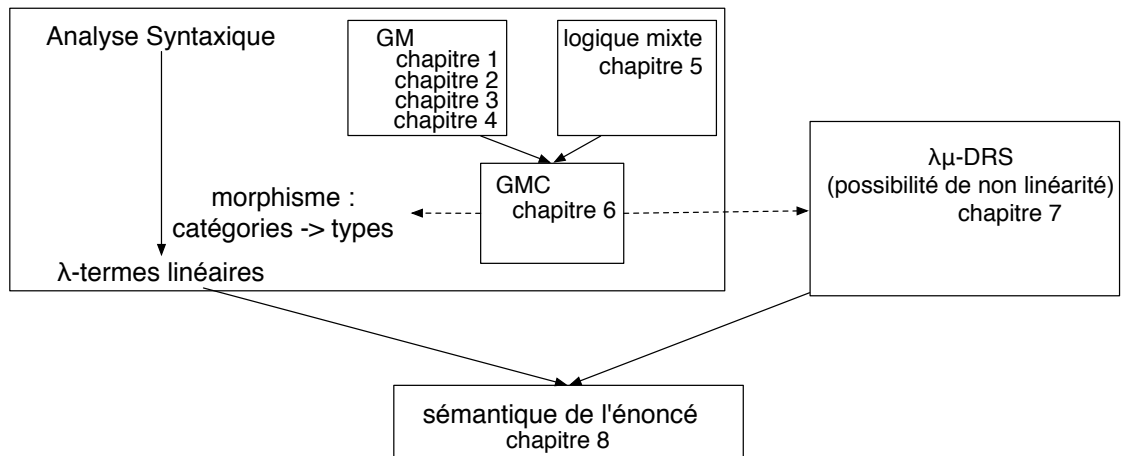 Analyse Syntaxique
GM
chapitre 1
chapitre 2
chapitre 3
chapitre 4
logique mixte
chapitre 5
GMC
chapitre 6
morphisme :
catégories -> types
λ-termes linéaires
λμ-DRS
(possibilité de non linéarité)
chapitre 7
sémantique de l'énoncé
chapitre 8